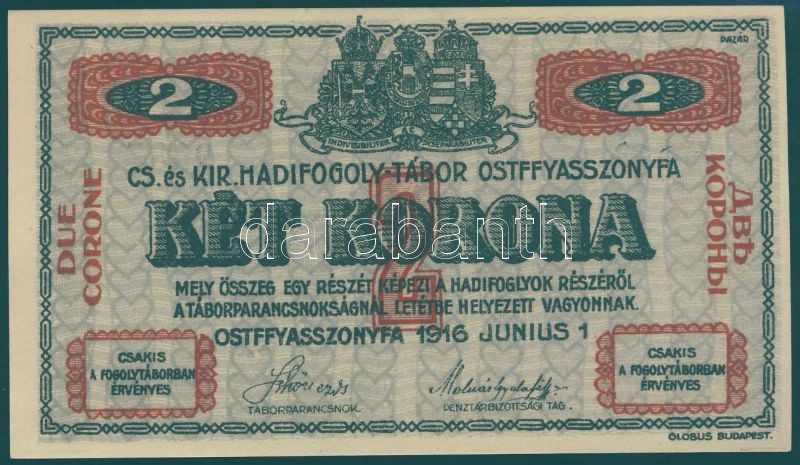 PAZAR
2
2
INDIVISIBILITER AC INSEPARABILITER
CS. és KIR. HADIFOGOLY-TÁBOR OSTFFYASSZONYFA
DUE
CORONE
KÉT KORONA
2
ДВѢ
КОРОНЫ
darabanth
MELY ÖSSZEG EGY RÉSZÉT KÉPEZI A HADIFOGLYOK RÉSZÉRŐL
A TÁBORPARANCSNOKSÁGNÁL LETÉTBE HELYEZETT VAGYONNAK.
OSTFFYASSZONYFA 1916 JUNIUS 1
CSAKIS
A FOGOLYTÁBORBAN
ÉRVÉNYES
TÁBORPARANCSNOK.
PÉNZTÁRBIZOTTSÁGI TAG.
CSAKIS
A FOGOLYTÁBORBAN
ÉRVÉNYES
GLOBUS BUDAPEST.